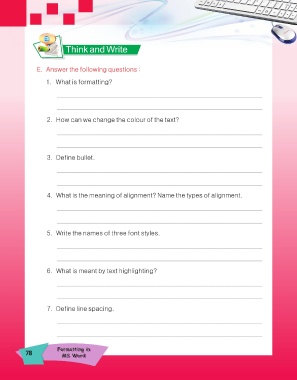 Think and Write
E. Answer the following questions :
1. What is formatting?
2. How can we change the colour of the text?
3. Define bullet.
4. What is the meaning of alignment? Name the types of alignment.
5. Write the names of three font styles.
6. What is meant by text highlighting?
7. Define line spacing.
78
Formatting in
MS Word